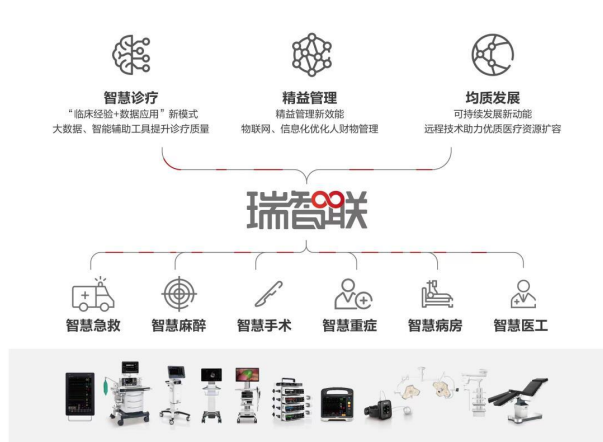 智慧诊疗
“临床经验+数据应用”新模式
大数据、智能辅助工具提升诊疗质量
精益管理
精益管理新效能
物联网、信息化优化人财物管理
均质发展
可持续发展新动能
远程技术助力优质医疗资源扩容
瑞智联
智慧急救
智慧麻醉
智慧手术
智慧重症
智慧病房
智慧医工